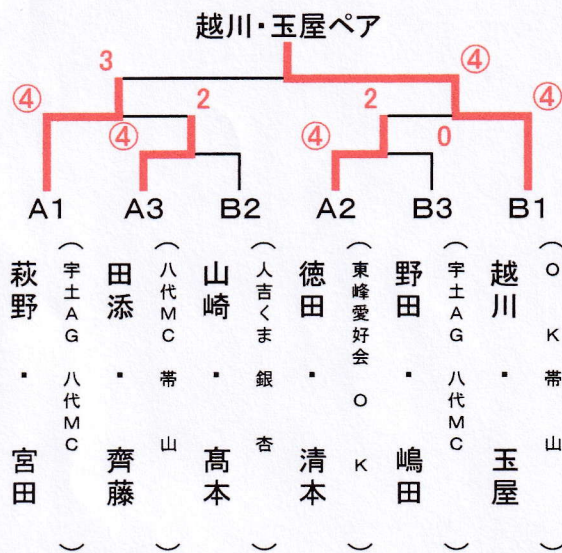 越川・玉屋ペア
3 ④
④ 2 2 ④
④ ④ 0
A1 A3 B2 A2 B3 B1
萩野・宮田
(宇土AG 八代MC)
田添・齊藤
(八代MC 帯山)
山崎・髙本
(人吉くま 銀杏)
徳田・清本
(東峰愛好会 OK)
野田・嶋田
(宇土AG 八代MC)
越川・玉屋
(OK 帯山)